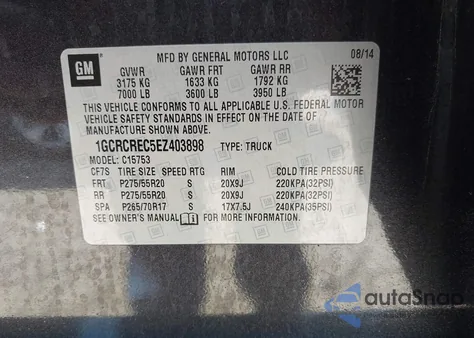 GM
MFD BY GENERAL MOTORS LLC 08/14
GVWR GAWR FRT GAWR RR
3175 KG 1633 KG 1792 KG
7000 LB 3600 LB 3950 LB
THIS VEHICLE CONFORMS TO ALL APPLICABLE U.S. FEDERAL MOTOR
VEHICLE SAFETY STANDARDS IN EFFECT ON THE DATE OF
MANUFACTURE SHOWN ABOVE.
1GCRCREC5EZ403898 TYPE: TRUCK
MODEL: C15753
CF7S TIRE SIZE SPEED RTG RIM COLD TIRE PRESSURE
FRT P275/55R20 S 20X9J 220KPA(32PSI)
RR P275/55R20 S 20X9J 220KPA(32PSI)
SPA P265/70R17 S 17X7.5J 240KPA(35PSI)
SEE OWNER'S MANUAL FOR MORE INFORMATION.
autoSnap